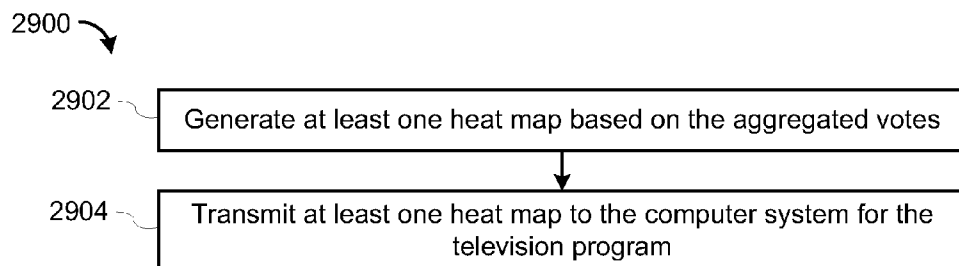 2900
2902
Generate at least one heat map based on the aggregated votes
2904
Transmit at least one heat map to the computer system for the
television program